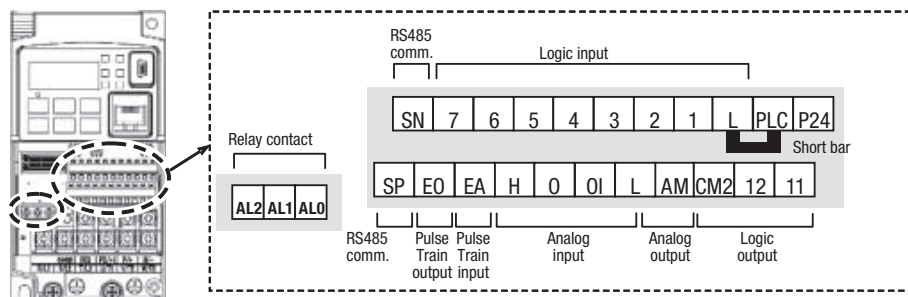 RS485
comm.
Logic input
SN 7 6 5 4 3 2 1 L PLC P24
Short bar
Relay contact
AL2 AL1 AL0
SP EO EA H O OI L AM CM2 12 11
RS485
comm.
Pulse
Train
output
Pulse
Train
input
Analog
input
Analog
output
Logic
output